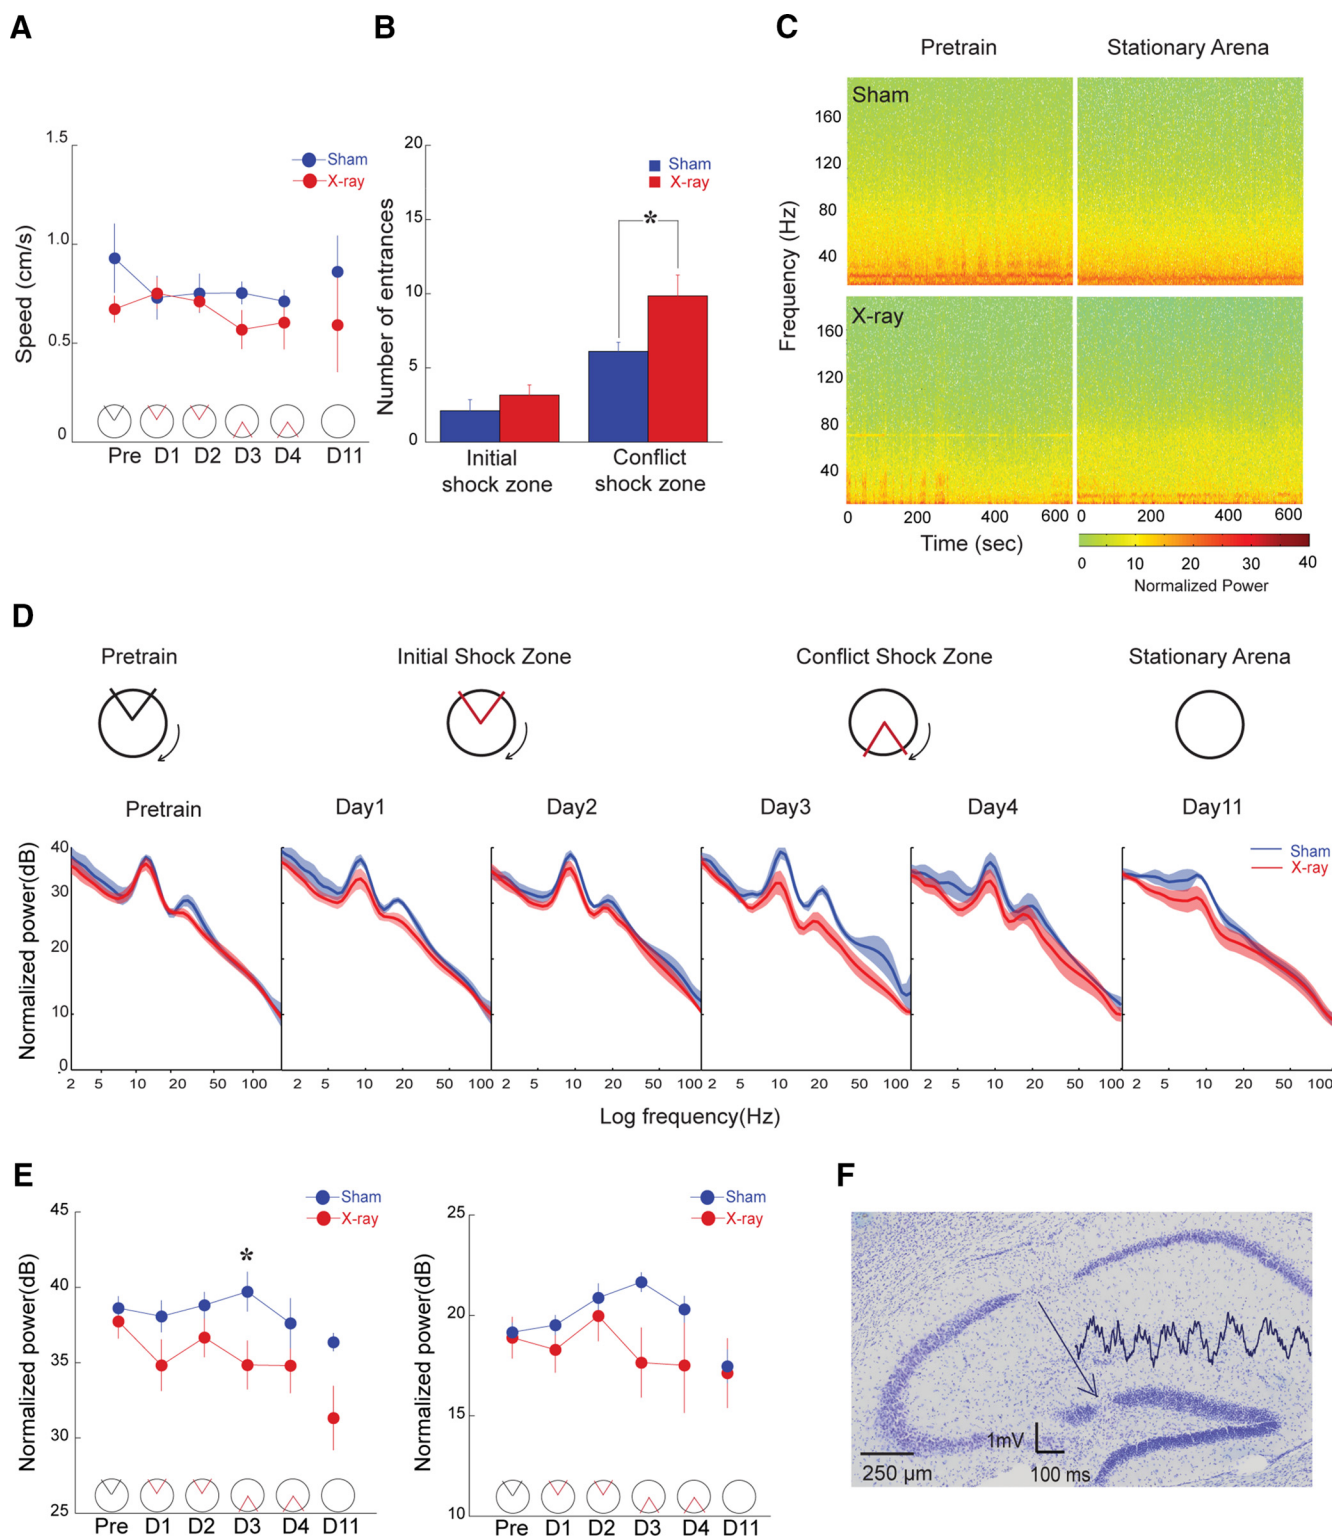 A
Speed (cm/s)
1.5
1.0
0.5
0
Sham
X-ray
Pre D1 D2 D3 D4 D11
B
Number of entrances
20
15
10
5
0
Sham
X-ray
*
Initial
shock zone
Conflict
shock zone
C
Pretrain
Stationary Arena
Frequency (Hz)
Sham
160
120
80
40
X-ray
160
120
80
40
0 200 400 600
0 200 400 600
Time (sec)
0 10 20 30 40
Normalized Power
D
Pretrain
Initial Shock Zone
Conflict Shock Zone
Stationary Arena
Pretrain
Day1
Day2
Day3
Day4
Day11
Normalized power(dB)
40
30
20
10
0
Sham
X-ray
2 5 10 20 50 100
2 5 10 20 50 100
2 5 10 20 50 100
2 5 10 20 50 100
2 5 10 20 50 100
2 5 10 20 50 100
Log frequency(Hz)
E
Normalized power(dB)
45
40
35
30
25
Sham
X-ray
*
Pre D1 D2 D3 D4 D11
Normalized power(dB)
25
20
15
10
Sham
X-ray
Pre D1 D2 D3 D4 D11
F
1mV
100 ms
250 µm